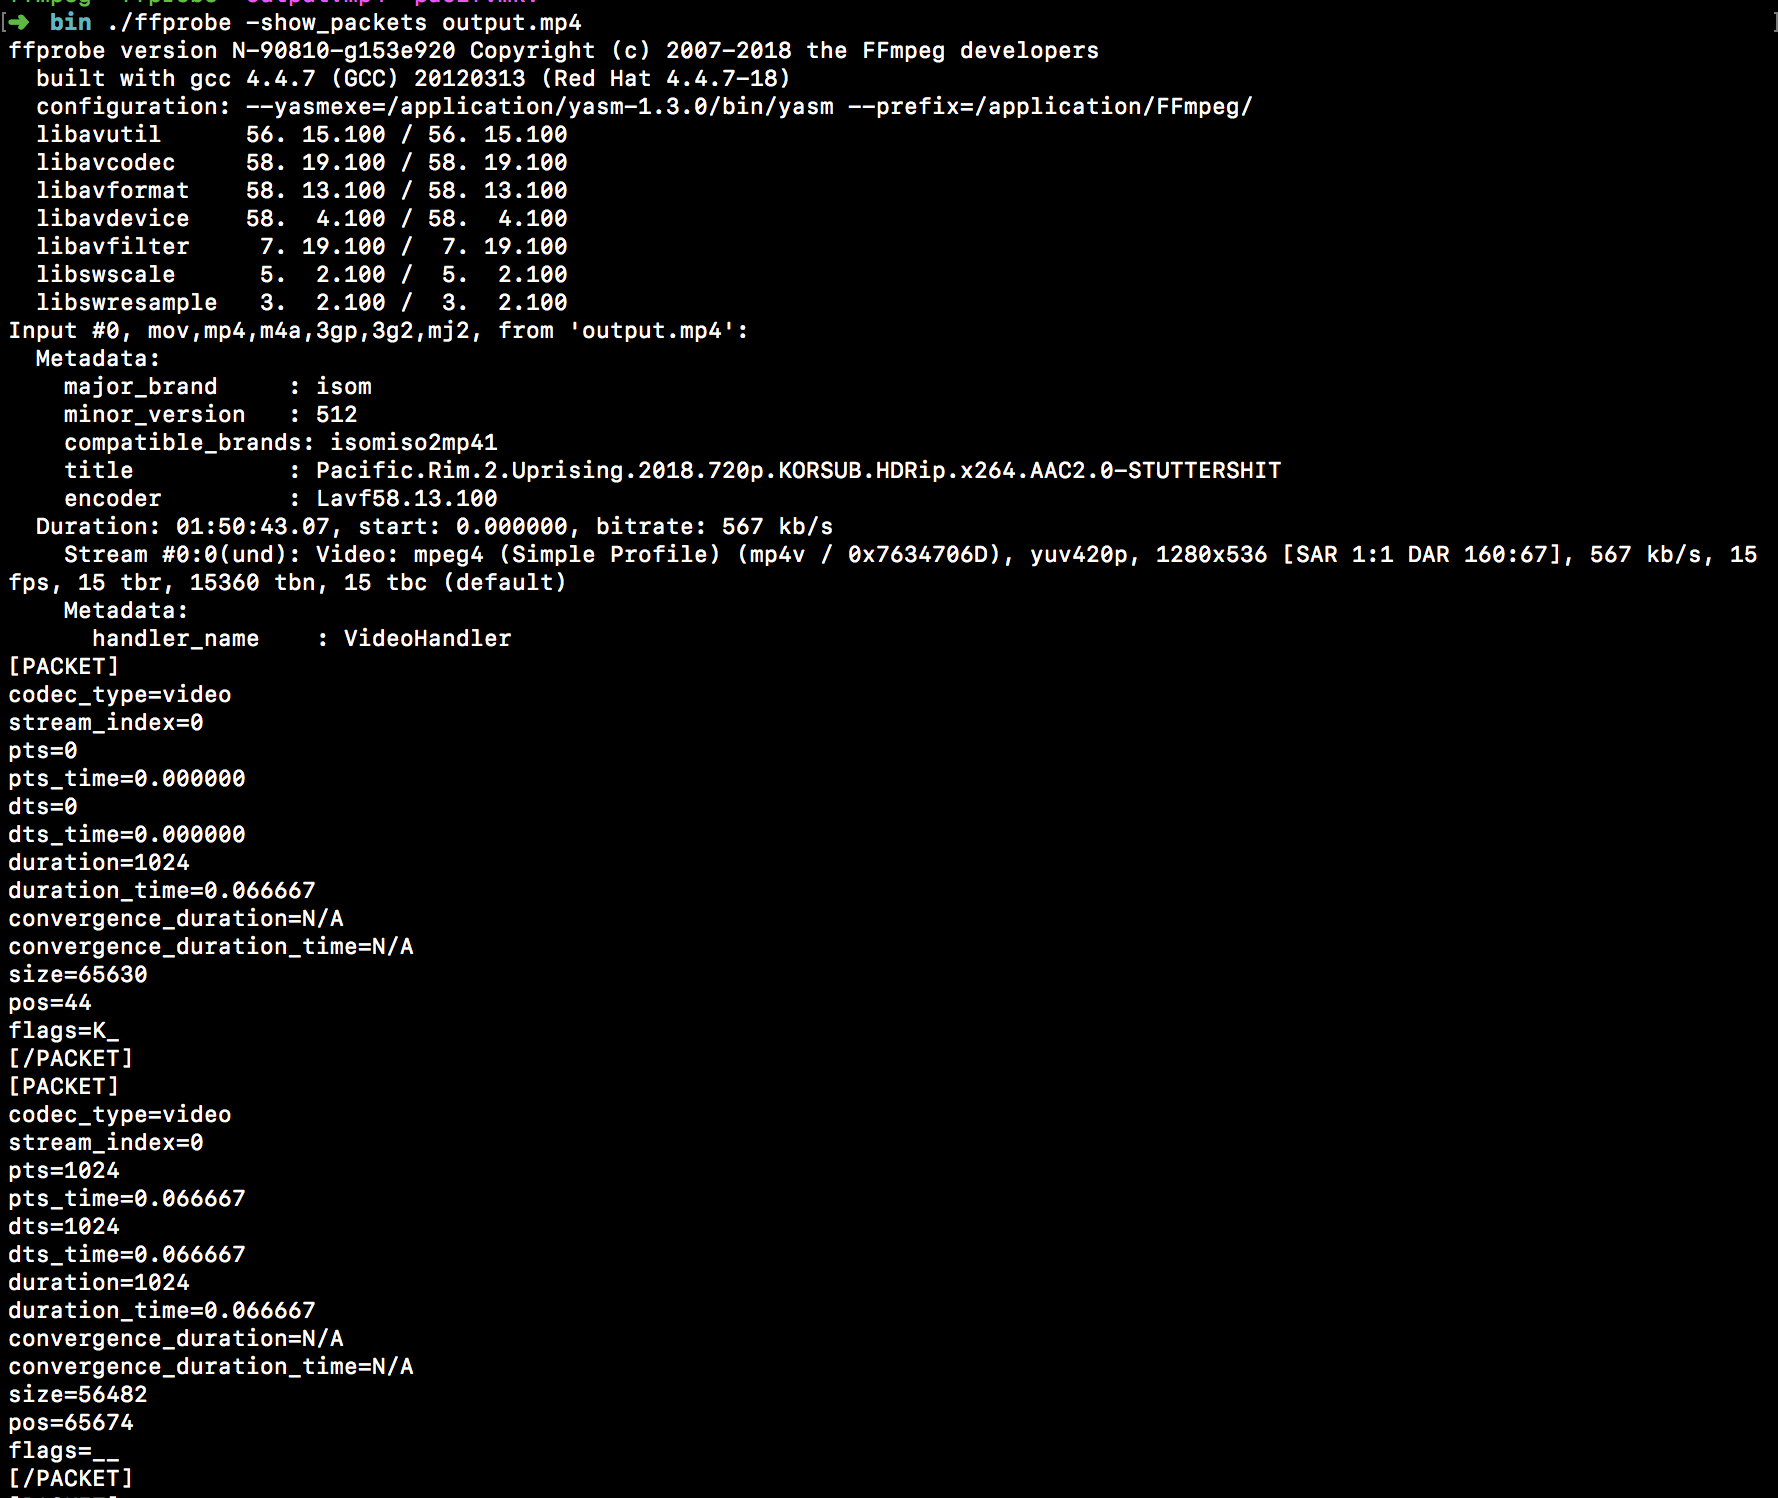 [➜  bin ./ffprobe -show_packets output.mp4 ]
ffprobe version N-90810-g153e920 Copyright (c) 2007-2018 the FFmpeg developers
  built with gcc 4.4.7 (GCC) 20120313 (Red Hat 4.4.7-18)
  configuration: --yasmexe=/application/yasm-1.3.0/bin/yasm --prefix=/application/FFmpeg/
  libavutil      56. 15.100 / 56. 15.100
  libavcodec     58. 19.100 / 58. 19.100
  libavformat    58. 13.100 / 58. 13.100
  libavdevice    58.  4.100 / 58.  4.100
  libavfilter     7. 19.100 /  7. 19.100
  libswscale      5.  2.100 /  5.  2.100
  libswresample   3.  2.100 /  3.  2.100
Input #0, mov,mp4,m4a,3gp,3g2,mj2, from 'output.mp4':
  Metadata:
    major_brand     : isom
    minor_version   : 512
    compatible_brands: isomiso2mp41
    title           : Pacific.Rim.2.Uprising.2018.720p.KORSUB.HDRip.x264.AAC2.0-STUTTERSHIT
    encoder         : Lavf58.13.100
  Duration: 01:50:43.07, start: 0.000000, bitrate: 567 kb/s
    Stream #0:0(und): Video: mpeg4 (Simple Profile) (mp4v / 0x7634706D), yuv420p, 1280x536 [SAR 1:1 DAR 160:67], 567 kb/s, 15
fps, 15 tbr, 15360 tbn, 15 tbc (default)
    Metadata:
      handler_name    : VideoHandler
[PACKET]
codec_type=video
stream_index=0
pts=0
pts_time=0.000000
dts=0
dts_time=0.000000
duration=1024
duration_time=0.066667
convergence_duration=N/A
convergence_duration_time=N/A
size=65630
pos=44
flags=K_
[/PACKET]
[PACKET]
codec_type=video
stream_index=0
pts=1024
pts_time=0.066667
dts=1024
dts_time=0.066667
duration=1024
duration_time=0.066667
convergence_duration=N/A
convergence_duration_time=N/A
size=56482
pos=65674
flags=__
[/PACKET]